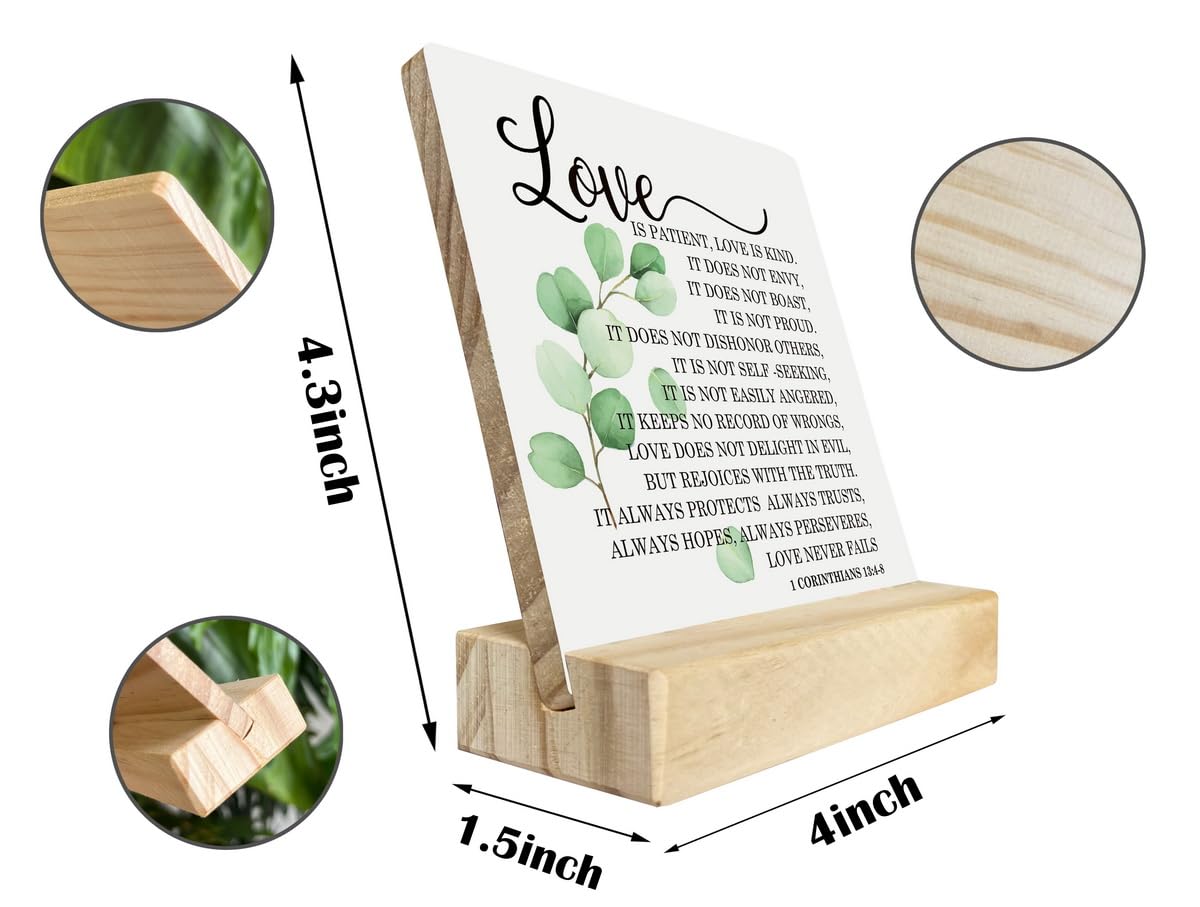 Love
IS PATIENT, LOVE IS KIND.
IT DOES NOT ENVY,
IT DOES NOT BOAST,
IT IS NOT PROUD.
IT DOES NOT DISHONOR OTHERS,
IT IS NOT SELF -SEEKING,
IT IS NOT EASILY ANGERED,
IT KEEPS NO RECORD OF WRONGS,
LOVE DOES NOT DELIGHT IN EVIL,
BUT REJOICES WITH THE TRUTH.
IT ALWAYS PROTECTS ALWAYS TRUSTS,
ALWAYS HOPES, ALWAYS PERSEVERES,
LOVE NEVER FAILS
1 CORINTHIANS 13:4-8
4.3inch
1.5inch
4inch